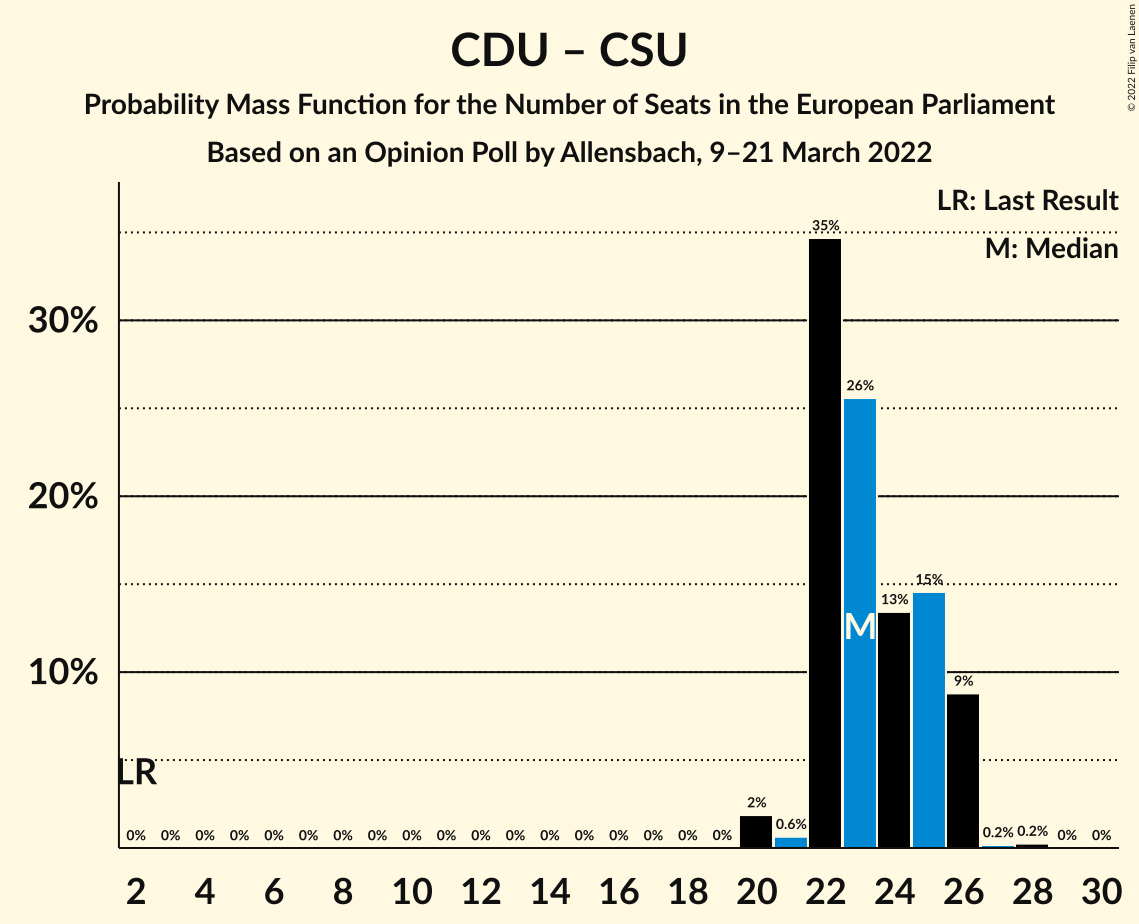 CDU – CSU
Probability Mass Function for the Number of Seats in the European Parliament
Based on an Opinion Poll by Allensbach, 9–21 March 2022
© 2022 Filip van Laenen
LR: Last Result
M: Median
35%
30%
26%
20%
15%
13%
M
10%
9%
LR
2%
0.6%
0.2% 0.2%
0% 0% 0% 0% 0% 0% 0% 0% 0% 0% 0% 0% 0% 0% 0% 0% 0% 0% 0% 0%
2 4 6 8 10 12 14 16 18 20 22 24 26 28 30